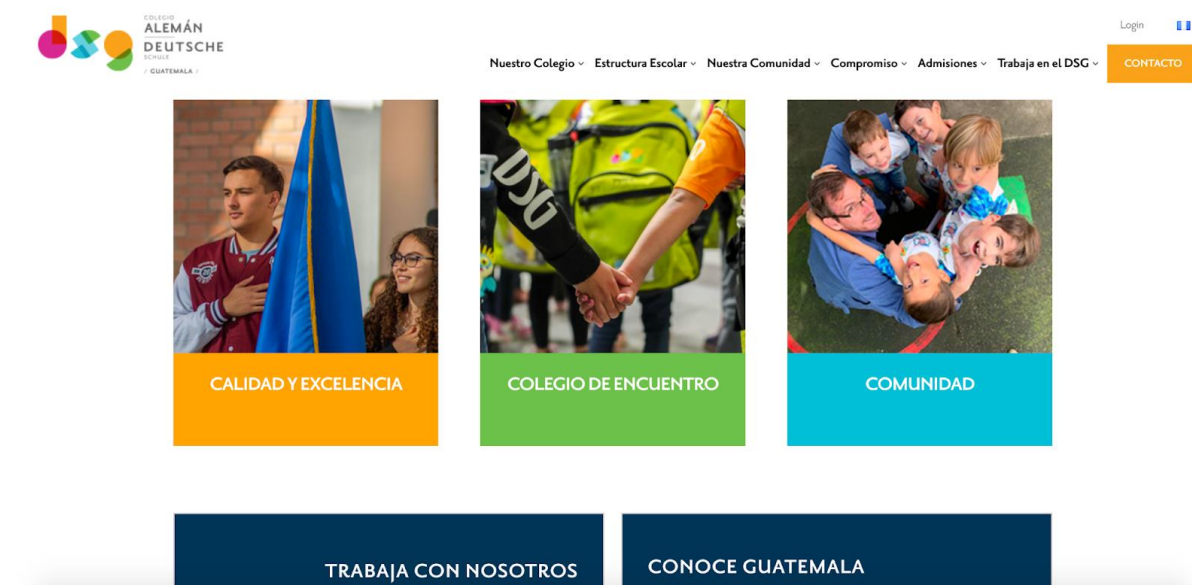 COLEGIO
ALEMÁN
DEUTSCHE
SCHULE
/ GUATEMALA /
Login
Nuestro Colegio Estructura Escolar Nuestra Comunidad Compromiso Admisiones Trabaja en el DSG CONTACTO
DSG
CALIDAD Y EXCELENCIA
COLEGIO DE ENCUENTRO
COMUNIDAD
TRABAJA CON NOSOTROS
CONOCE GUATEMALA